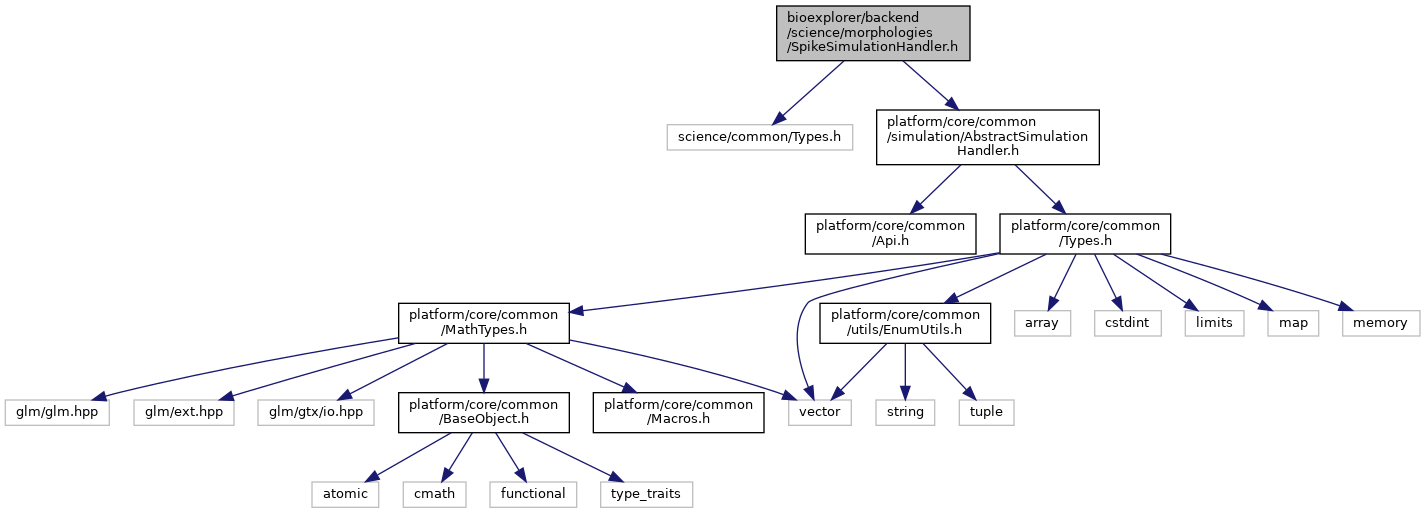 bioexplorer/backend
/science/morphologies
/SpikeSimulationHandler.h
science/common/Types.h
platform/core/common
/simulation/AbstractSimulation
Handler.h
platform/core/common
/Api.h
platform/core/common
/Types.h
platform/core/common
/MathTypes.h
platform/core/common
/utils/EnumUtils.h
array
cstdint
limits
map
memory
glm/glm.hpp
glm/ext.hpp
glm/gtx/io.hpp
platform/core/common
/BaseObject.h
platform/core/common
/Macros.h
vector
string
tuple
atomic
cmath
functional
type_traits